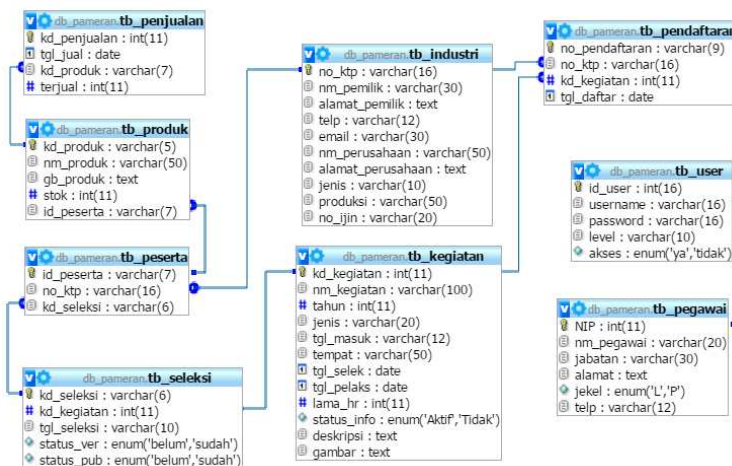 db_pameran.tb_penjualan
kd_penjualan : int(11)
tgl_jual : date
kd_produk : varchar(7)
# terjual : int(11)
db_pameran.tb_produk
kd_produk : varchar(5)
nm_produk : varchar(50)
gb_produk : text
# stok : int(11)
id_peserta : varchar(7)
db_pameran.tb_peserta
id_peserta : varchar(7)
no_ktp : varchar(16)
kd_seleksi : varchar(6)
db_pameran.tb_seleksi
kd_seleksi : varchar(6)
# kd_kegiatan : int(11)
tgl_seleksi : varchar(10)
status_ver : enum('belum','sudah')
status_pub : enum('belum','sudah')
db_pameran.tb_industri
no_ktp : varchar(16)
nm_pemilik : varchar(30)
alamat_pemilik : text
telp : varchar(12)
email : varchar(30)
nm_perusahaan : varchar(50)
alamat_perusahaan : text
jenis : varchar(10)
produksi : varchar(50)
no_ijin : varchar(20)
db_pameran.tb_kegiatan
kd_kegiatan : int(11)
nm_kegiatan : varchar(100)
# tahun : int(11)
jenis : varchar(20)
tgl_masuk : varchar(12)
tempat : varchar(50)
tgl_selek : date
tgl_pelaks : date
# lama_hr : int(11)
status_info : enum('Aktif','Tidak')
deskripsi : text
gambar : text
db_pameran.tb_pendaftaran
no_pendaftaran : varchar(9)
no_ktp : varchar(16)
# kd_kegiatan : int(11)
tgl_daftar : date
db_pameran.tb_user
id_user : int(16)
username : varchar(16)
password : varchar(16)
level : varchar(10)
akses : enum('ya','tidak')
db_pameran.tb_pegawai
NIP : int(11)
nm_pegawai : varchar(20)
jabatan : varchar(30)
alamat : text
jekel : enum('L','P')
telp : varchar(12)